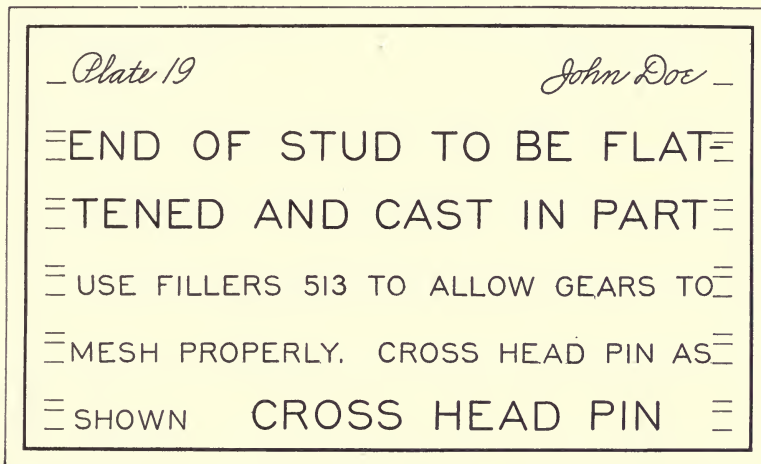 Plate 19 John Doe
END OF STUD TO BE FLAT-
TENED AND CAST IN PART
USE FILLERS 513 TO ALLOW GEARS TO
MESH PROPERLY. CROSS HEAD PIN AS
SHOWN CROSS HEAD PIN